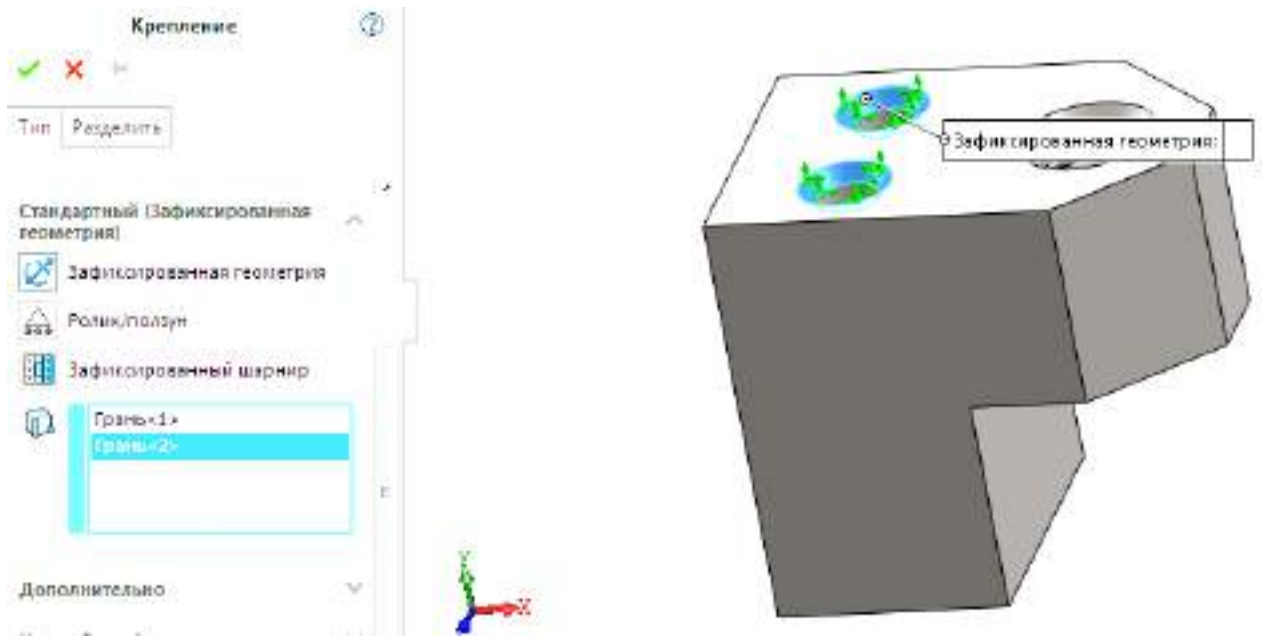 Крепление
Тип Разделить
Стандартный (Зафиксированная
геометрия)
Зафиксированная геометрия
Ролик/ползун
Зафиксированный шарнир
Грань<1>
Грань<2>
Дополнительно
Зафиксированная геометрия:
Y
X